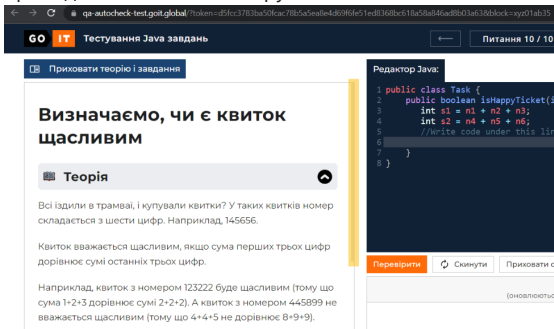 qa-autocheck-test.goit.global/?token=d5fcc3783ba50fcac78b5a5ea8e4d69f6fe51ed8368bc618a58a846ad8b03a63&block=xyz01ab35
GO IT Тестування Java завдань
Питання 10 / 10
Приховати теорію і завдання
Визначаємо, чи є квиток
щасливим
Теорія
Всі їздили в трамваї, і купували квитки? У таких квитків номер
складається з шести цифр. Наприклад, 145656.
Квиток вважається щасливим, якщо сума перших трьох цифр
дорівнює сумі останніх трьох цифр.
Наприклад, квиток з номером 123222 буде щасливим (тому що
сума 1+2+3 дорівнює сумі 2+2+2). А квиток з номером 445899 не
вважається щасливим (тому що 4+4+5 не дорівнює 8+9+9).
Редактор Java:
1 public class Task {
2 public boolean isHappyTicket(i
3 int s1 = n1 + n2 + n3;
4 int s2 = n4 + n5 + n6;
5 //Write code under this lin
6
7 }
8 }
Перевірити
Скинути
Приховати
(оновлюютьс